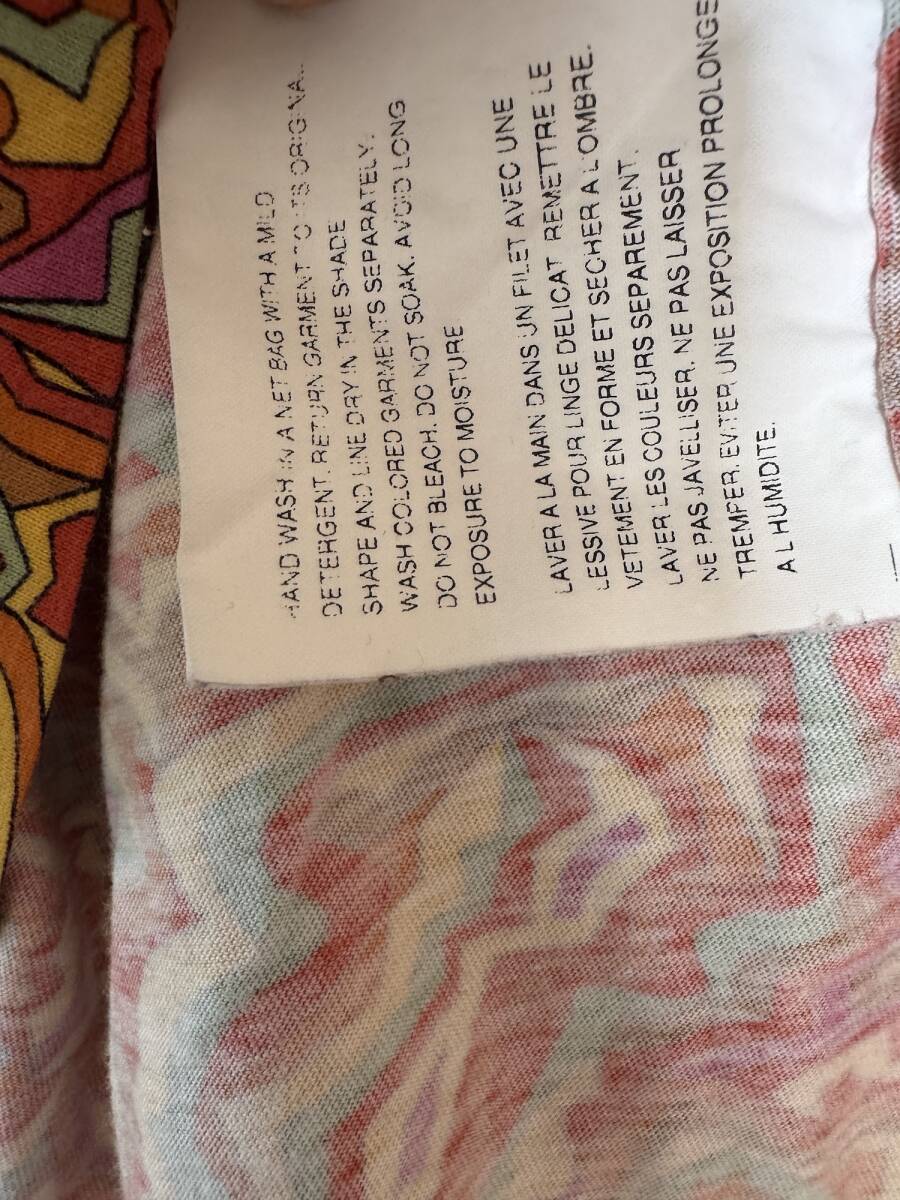 HAND WASH IN A NET BAG WITH A MILD
DETERGENT. RETURN GARMENT TO ITS ORIGINAL
SHAPE AND LINE DRY IN THE SHADE
WASH COLORED GARMENTS SEPARATELY.
DO NOT BLEACH. DO NOT SOAK. AVOID LONG
EXPOSURE TO MOISTURE
LAVER A LA MAIN DANS UN FILET AVEC UNE
LESSIVE POUR LINGE DELICAT REMETTRE LE
VETEMENT EN FORME ET SECHER A L OMBRE.
LAVER LES COULEURS SEPAREMENT.
NE PAS JAVELLISER. NE PAS LAISSER
TREMPER. EVITER UNE EXPOSITION PROLONGE
A L HUMIDITE.